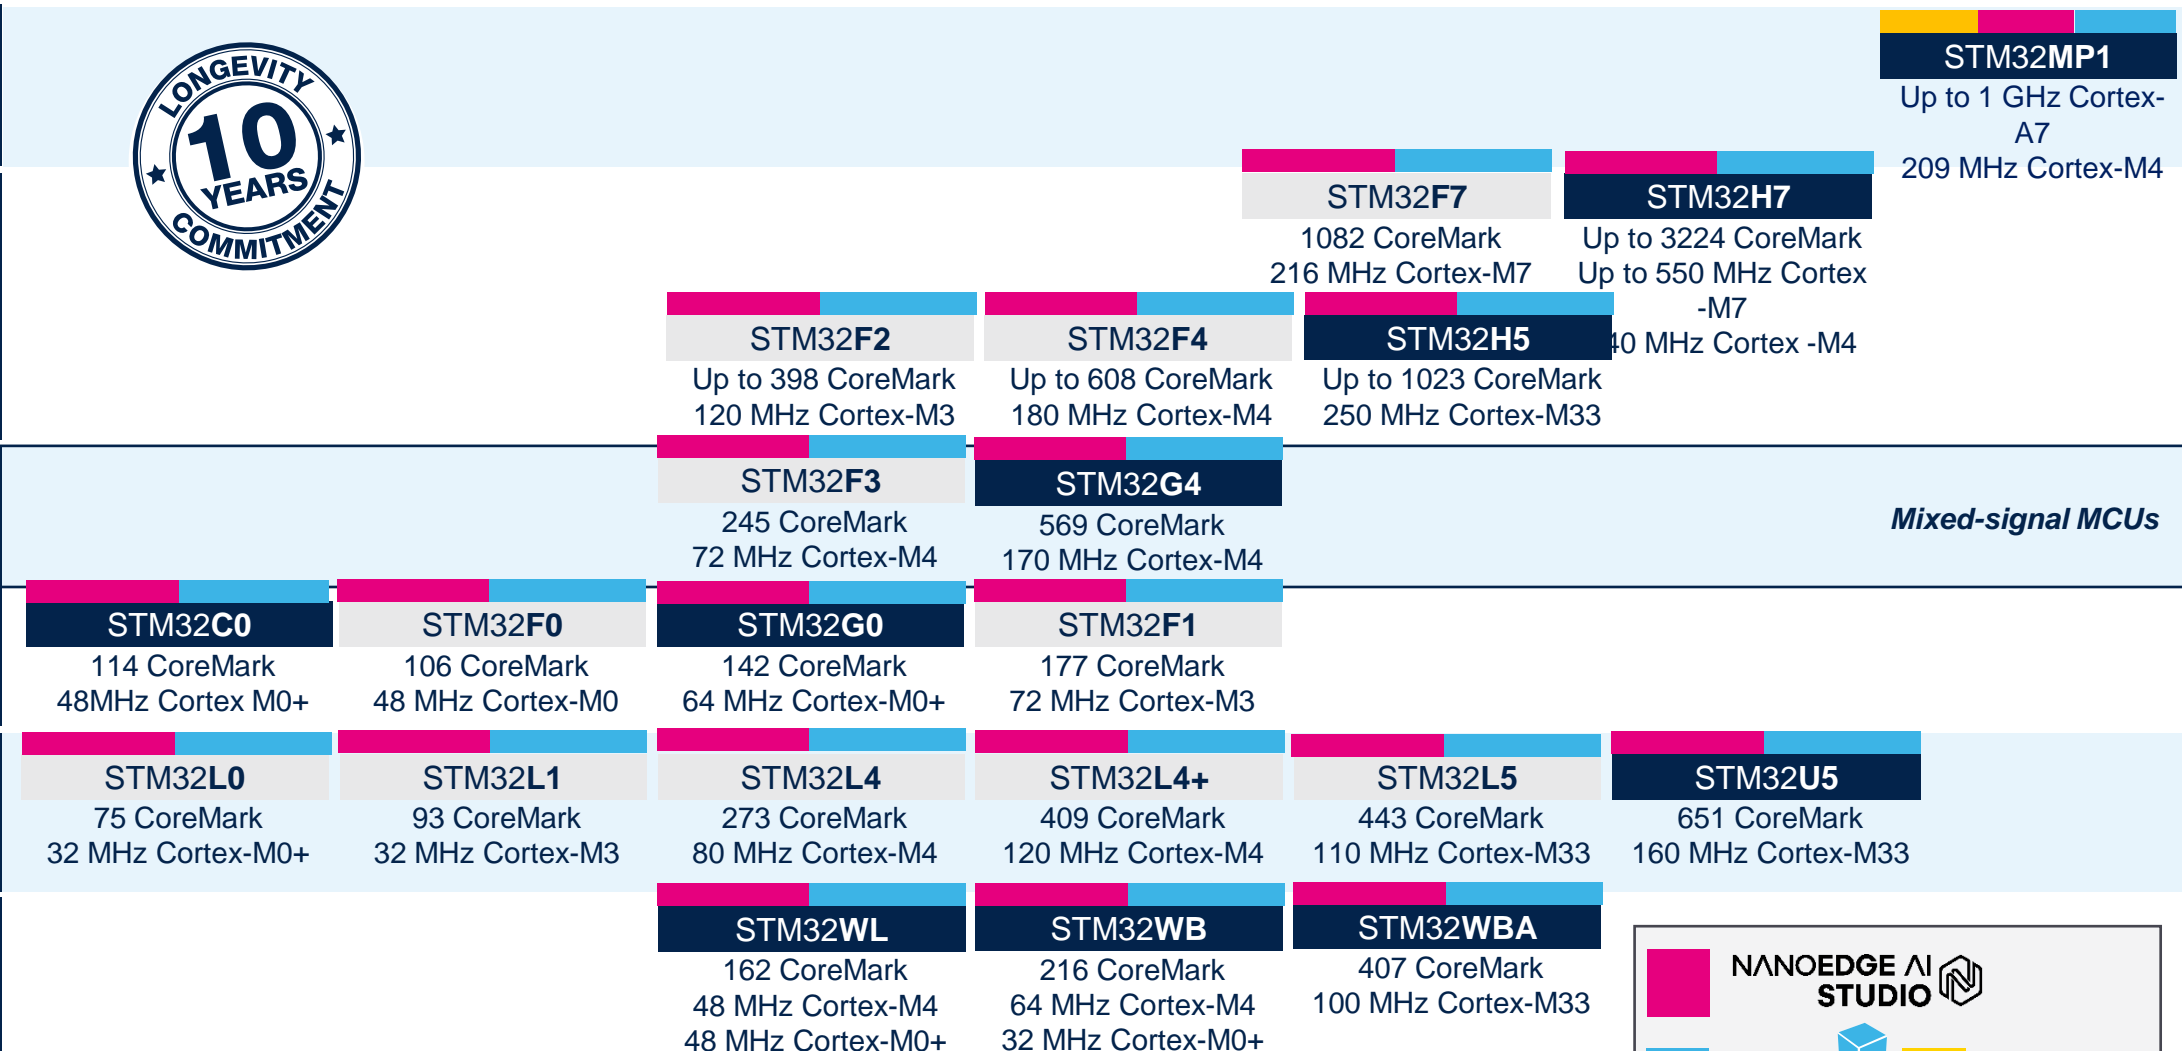 LONGEVITY
10
YEARS
COMMITMENT
STM32MP1
Up to 1 GHz Cortex-
A7
209 MHz Cortex-M4
STM32F7
1082 CoreMark
216 MHz Cortex-M7
STM32H7
Up to 3224 CoreMark
Up to 550 MHz Cortex
-M7
40 MHz Cortex -M4
STM32F2
Up to 398 CoreMark
120 MHz Cortex-M3
STM32F4
Up to 608 CoreMark
180 MHz Cortex-M4
STM32H5
Up to 1023 CoreMark
250 MHz Cortex-M33
STM32F3
245 CoreMark
72 MHz Cortex-M4
STM32G4
569 CoreMark
170 MHz Cortex-M4
Mixed-signal MCUs
STM32C0
114 CoreMark
48MHz Cortex M0+
STM32F0
106 CoreMark
48 MHz Cortex-M0
STM32G0
142 CoreMark
64 MHz Cortex-M0+
STM32F1
177 CoreMark
72 MHz Cortex-M3
STM32L0
75 CoreMark
32 MHz Cortex-M0+
STM32L1
93 CoreMark
32 MHz Cortex-M3
STM32L4
273 CoreMark
80 MHz Cortex-M4
STM32L4+
409 CoreMark
120 MHz Cortex-M4
STM32L5
443 CoreMark
110 MHz Cortex-M33
STM32U5
651 CoreMark
160 MHz Cortex-M33
STM32WL
162 CoreMark
48 MHz Cortex-M4
48 MHz Cortex-M0+
STM32WB
216 CoreMark
64 MHz Cortex-M4
32 MHz Cortex-M0+
STM32WBA
407 CoreMark
100 MHz Cortex-M33
NANOEDGE AI
STUDIO